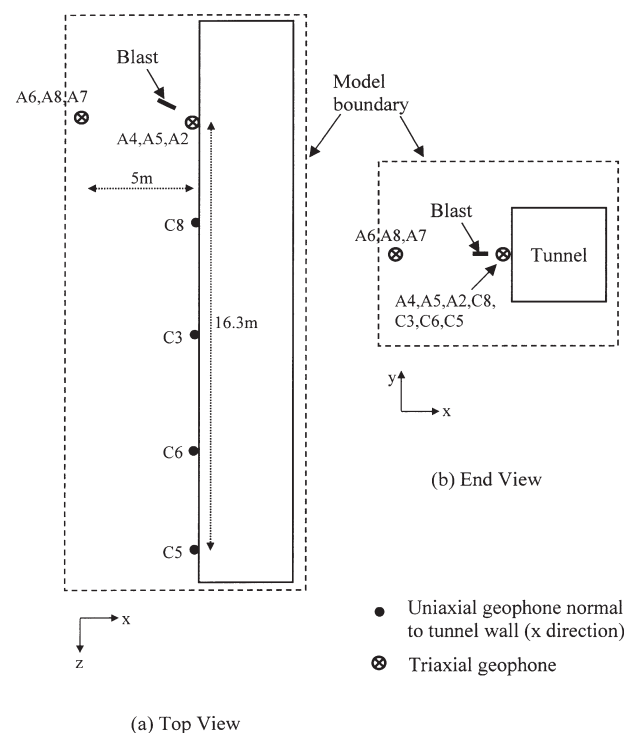 Blast
A6,A8,A7
A4,A5,A2
5m
C8
C3
16.3m
C6
C5
x
z
(a) Top View
Model
boundary
Blast
A6,A8,A7
Tunnel
A4,A5,A2,C8,
C3,C6,C5
y
x
(b) End View
Uniaxial geophone normal
to tunnel wall (x direction)
Triaxial geophone